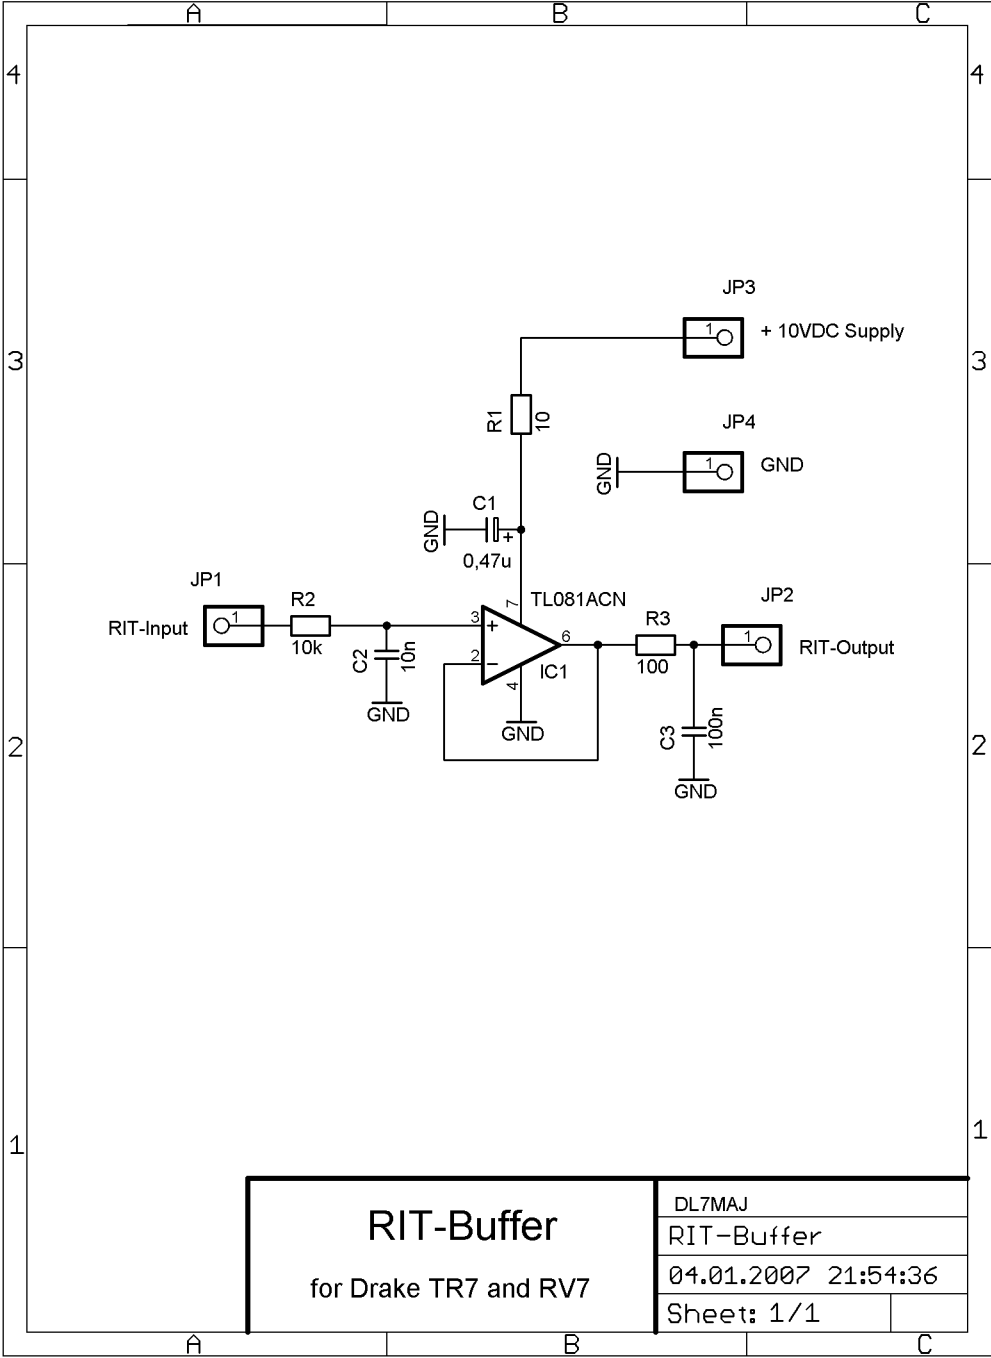 A B C
4 4
JP3
1 + 10VDC Supply
3 3
R1 10
JP4
GND 1 GND
GND C1 +
0,47u
JP1 7 TL081ACN JP2
RIT-Input 1 R2 3 + 6 R3 1 RIT-Output
10k C2 10n 2 – IC1 100
4
GND GND C3 100n
2 2
GND
1 1
RIT-Buffer
for Drake TR7 and RV7
DL7MAJ
RIT-Buffer
04.01.2007 21:54:36
Sheet: 1/1
A B C